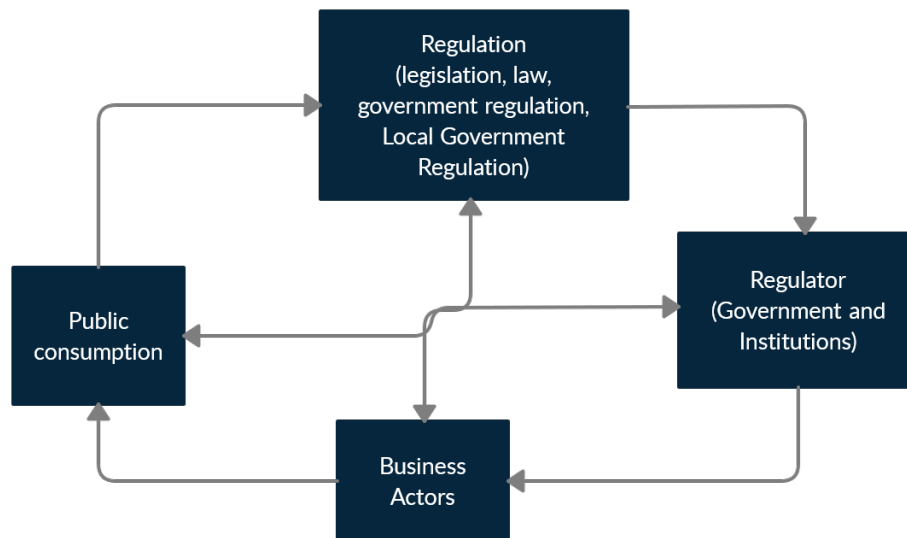 Regulation
(legislation, law,
government regulation,
Local Government
Regulation)
Regulator
(Government and
Institutions)
Public
consumption
Business
Actors